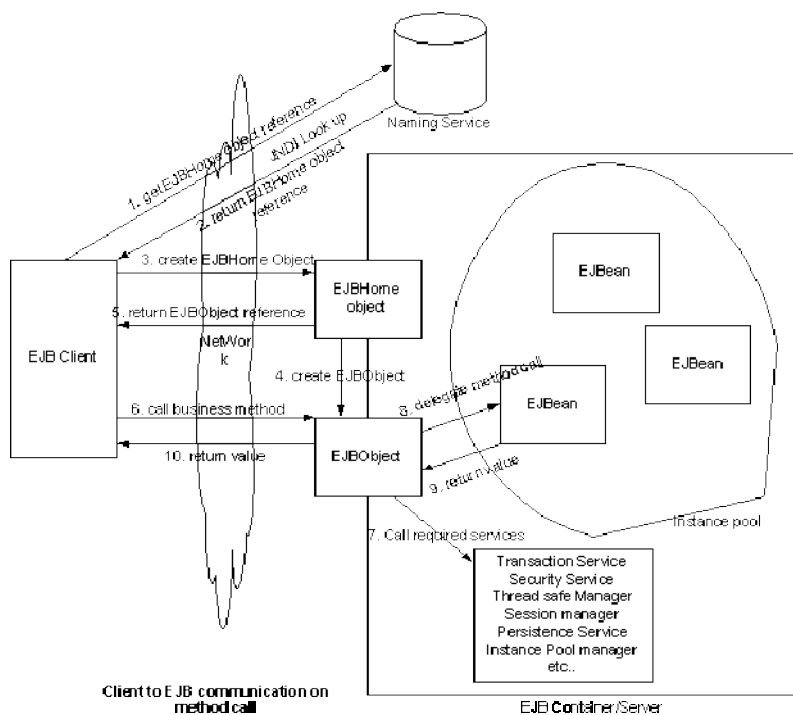 Naming Service
1. getEJBHome object reference
JNDI Look up
2. return EJBHome object
reference
3. create EJBHome Object
EJBHome
object
5. return EJBObject reference
NetWor
k
EJB Client
4. create EJBObject
6. call business method
10. return value
EJBObject
8. delegate method call
9. return value
EJBean
EJBean
EJBean
Instance pool
7. Call required services
Transaction Service
Security Service
Thread safe Manager
Session manager
Persistence Service
Instance Pool manager
etc..
Client to EJB communication on
method call
EJB Container/Server